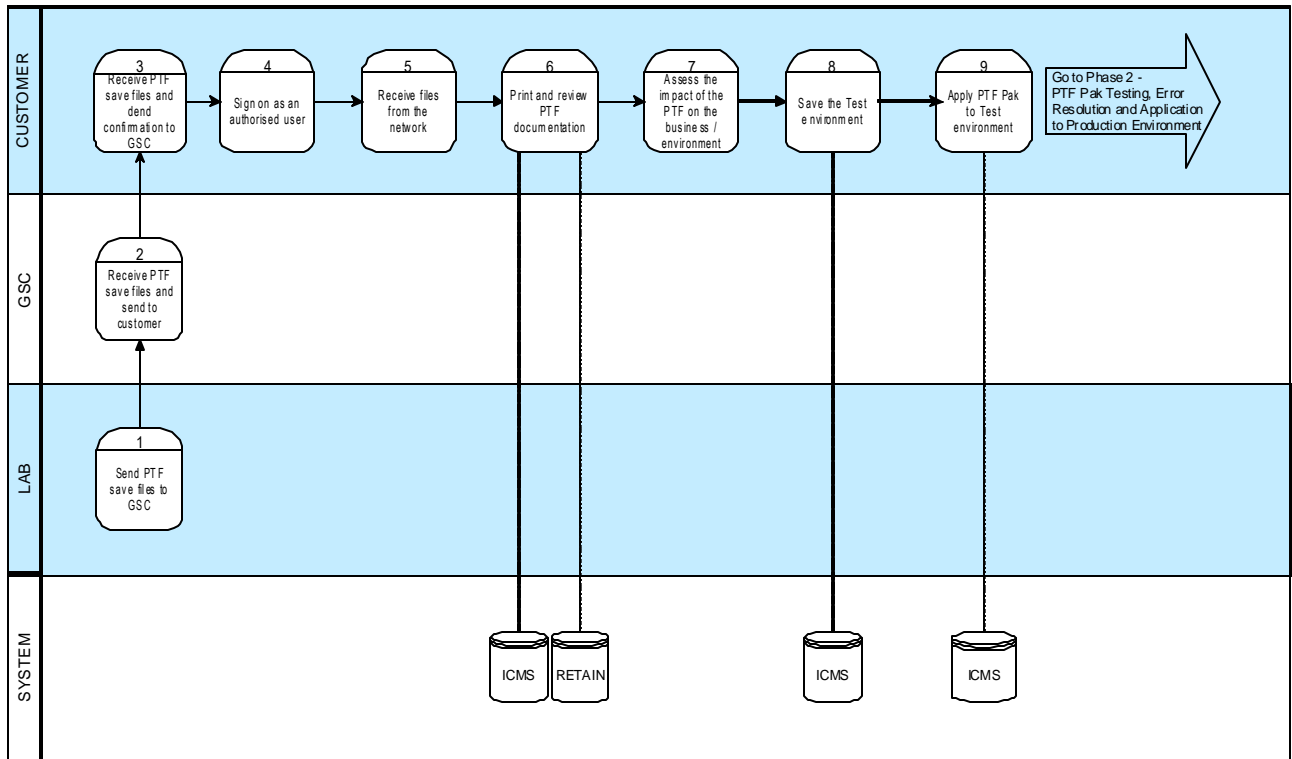 CUSTOMER
3
Receive PTF
save files and
dend
confirmation to
GSC
4
Sign on as an
authorised user
5
Receive files
from the
network
6
Print and review
PTF
documentation
7
Assess the
impact of the
PTF on the
business /
environment
8
Save the Test
environment
9
Apply PTF Pak
to Test
environment
Go to Phase 2 -
PTF Pak Testing, Error
Resolution and Application
to Production Environment
GSC
2
Receive PTF
save files and
send to
customer
LAB
1
Send PTF
save files to
GSC
SYSTEM
ICMS
RETAIN
ICMS
ICMS